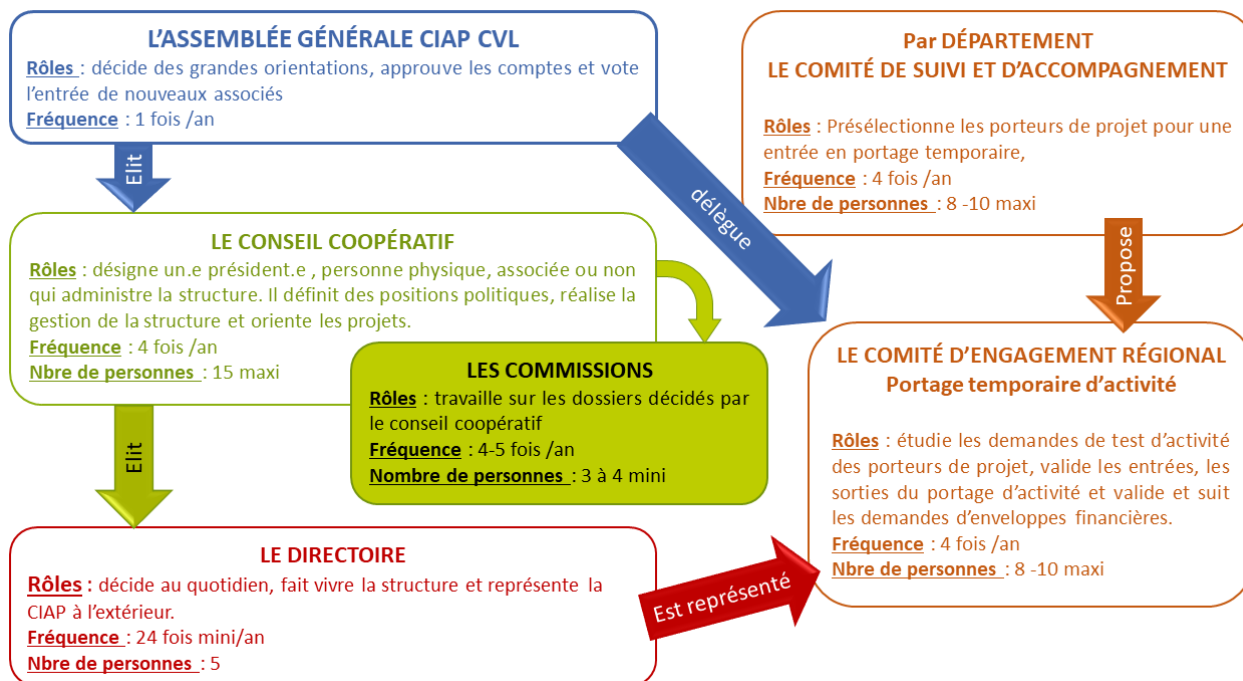 L'ASSEMBLÉE GÉNÉRALE CIAP CVL
Rôles : décide des grandes orientations, approuve les comptes et vote
l'entrée de nouveaux associés
Fréquence : 1 fois /an
Elit
délègue
LE CONSEIL COOPÉRATIF
Rôles : désigne un.e président.e , personne physique, associée ou non
qui administre la structure. Il définit des positions politiques, réalise la
gestion de la structure et oriente les projets.
Fréquence : 4 fois /an
Nbre de personnes : 15 maxi
LES COMMISSIONS
Rôles : travaille sur les dossiers décidés par
le conseil coopératif
Fréquence : 4-5 fois /an
Nombre de personnes : 3 à 4 mini
Elit
LE DIRECTOIRE
Rôles : décide au quotidien, fait vivre la structure et représente la
CIAP à l'extérieur.
Fréquence : 24 fois mini/an
Nbre de personnes : 5
Est représenté
Par DÉPARTEMENT
LE COMITÉ DE SUIVI ET D'ACCOMPAGNEMENT
Rôles : Présélectionne les porteurs de projet pour une
entrée en portage temporaire,
Fréquence : 4 fois /an
Nbre de personnes : 8 -10 maxi
Propose
LE COMITÉ D'ENGAGEMENT RÉGIONAL
Portage temporaire d'activité
Rôles : étudie les demandes de test d'activité
des porteurs de projet, valide les entrées, les
sorties du portage d'activité et valide et suit
les demandes d'enveloppes financières.
Fréquence : 4 fois /an
Nbre de personnes : 8 -10 maxi